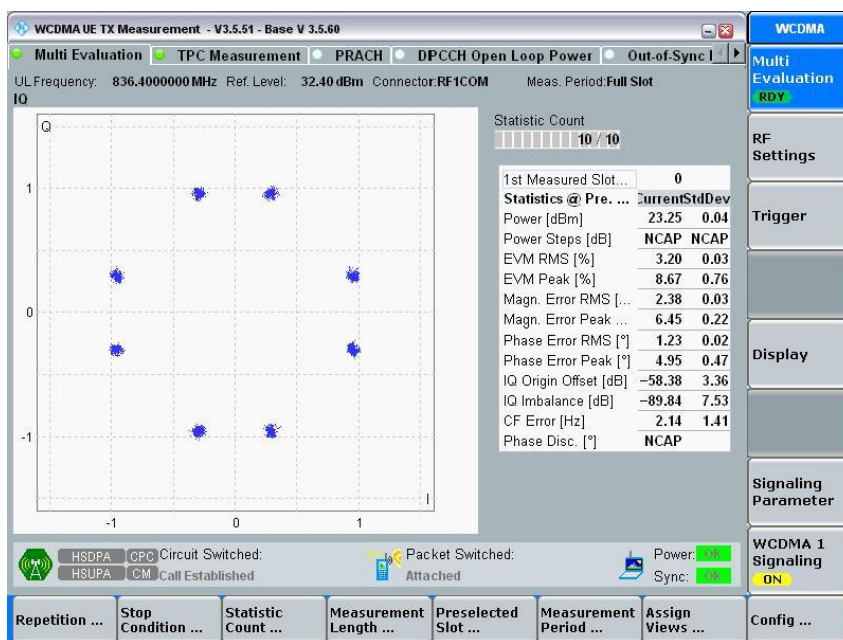 WCDMA UE TX Measurement - V3.5.51 - Base V 3.5.60
WCDMA
Multi Evaluation TPC Measurement PRACH DPCCH Open Loop Power Out-of-Sync
Multi
Evaluation
RDY
UL Frequency: 836.4000000 MHz Ref. Level: 32.40 dBm Connector:RF1COM Meas. Period:Full Slot
IQ
Q
1
0
-1
-1 0 1
I
Statistic Count
10 / 10
1st Measured Slot... 0
Statistics @ Pre. ... Current StdDev
Power [dBm] 23.25 0.04
Power Steps [dB] NCAP NCAP
EVM RMS [%] 3.20 0.03
EVM Peak [%] 8.67 0.76
Magn. Error RMS [... 2.38 0.03
Magn. Error Peak ... 6.45 0.22
Phase Error RMS [°] 1.23 0.02
Phase Error Peak [°] 4.95 0.47
IQ Origin Offset [dB] −58.38 3.36
IQ Imbalance [dB] −89.84 7.53
CF Error [Hz] 2.14 1.41
Phase Disc. [°] NCAP
RF
Settings
Trigger
Display
Signaling
Parameter
WCDMA 1
Signaling
ON
HSDPA CPC Circuit Switched: Packet Switched: Power: OK
HSUPA CM Call Established Attached Sync: OK
Repetition ...
Stop
Condition ...
Statistic
Count ...
Measurement
Length ...
Preselected
Slot ...
Measurement
Period ...
Assign
Views ...
Config ...